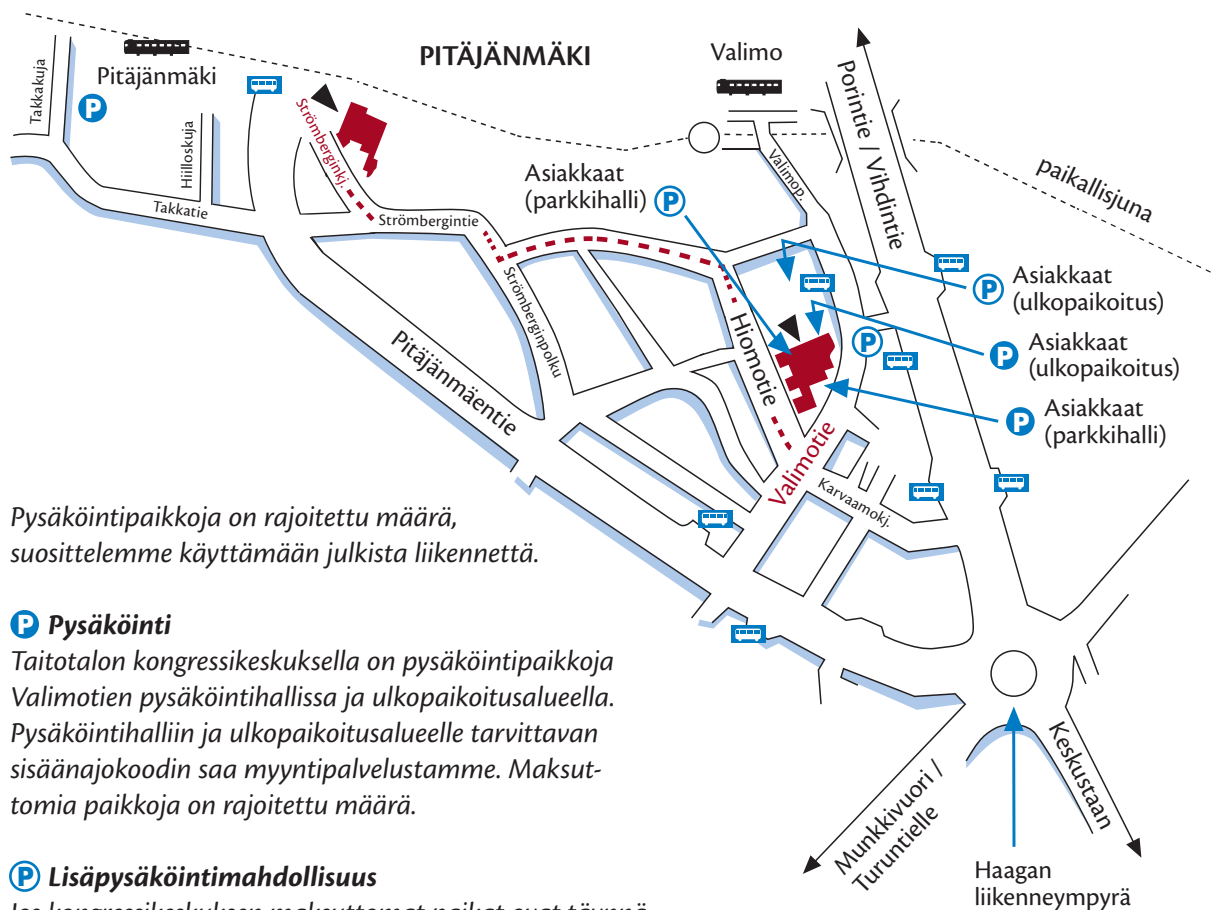 PITÄJÄNMÄKI
Valimo
Pitäjänmäki
Takkakuja
P
Hiilloskuja
Takkatie
Strömberginkj.
Strömbergintie
Strömberginpolku
Pitäjänmäentie
Asiakkaat
(parkkihalli) P
Valimop.
Porintie / Vihdintie
paikallisjuna
P Asiakkaat
(ulkopaikoitus)
P
P Asiakkaat
(ulkopaikoitus)
P Asiakkaat
(parkkihalli)
Hiomotie
Valimotie
Karvaamokj.
Munkkivuori /
Turuntielle
Keskustaan
Haagan
liikenneympyrä
Pysäköintipaikkoja on rajoitettu määrä,
suosittelemme käyttämään julkista liikennettä.
P Pysäköinti
Taitotalon kongressikeskuksella on pysäköintipaikkoja
Valimotien pysäköintihallissa ja ulkopaikoitusalueella.
Pysäköintihalliin ja ulkopaikoitusalueelle tarvittavan
sisäänajokoodin saa myyntipalvelustamme. Maksut-
tomia paikkoja on rajoitettu määrä.
P Lisäpysäköintimahdollisuus